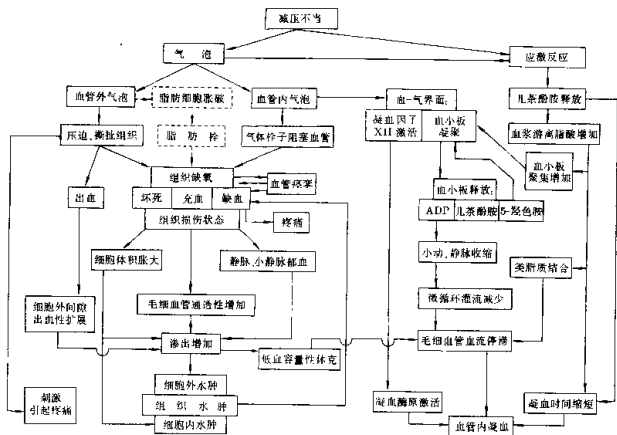 减压不当
气 泡
应激反应
血管外气泡
脂肪细胞胀破
血管内气泡
血—气界面：
儿茶酚胺释放
压迫、撕扯组织
脂 肪 栓
气体栓子阻塞血管
凝血因子
XII 激活
血小板
凝聚
血浆游离脂酸增加
组织缺氧
血管痉挛
血小板
聚集增加
坏死
充血
缺血
出血
血小板释放：
ADP
儿茶酚胺
5-羟色胺
组织损伤状态
疼痛
细胞体积胀大
静脉、小静脉郁血
小动、静脉收缩
类脂质结合
细胞外间隙
出血性扩展
毛细血管通透性增加
微循环灌流减少
渗出增加
低血容量性休克
毛细血管血流停滞
细胞外水肿
组 织 水 肿
细胞内水肿
刺激
引起疼痛
凝血酶原激活
血管内凝血
凝血时间缩短